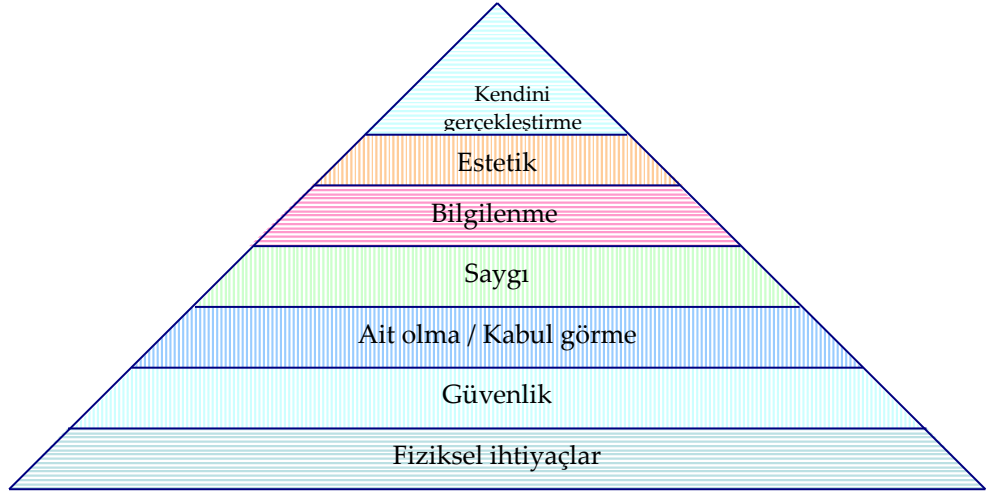 Kendini
gerçekleştirme
Estetik
Bilgilenme
Saygı
Ait olma / Kabul görme
Güvenlik
Fiziksel ihtiyaçlar